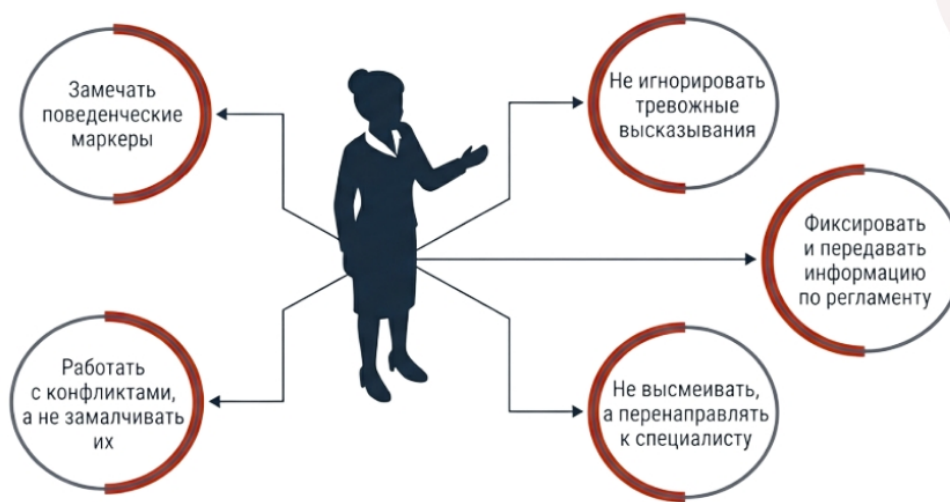 Замечать
поведенческие
маркеры
Не игнорировать
тревожные
высказывания
Фиксировать
и передавать
информацию
по регламенту
Работать
с конфликтами,
а не замалчивать
их
Не высмеивать,
а перенаправлять
к специалисту